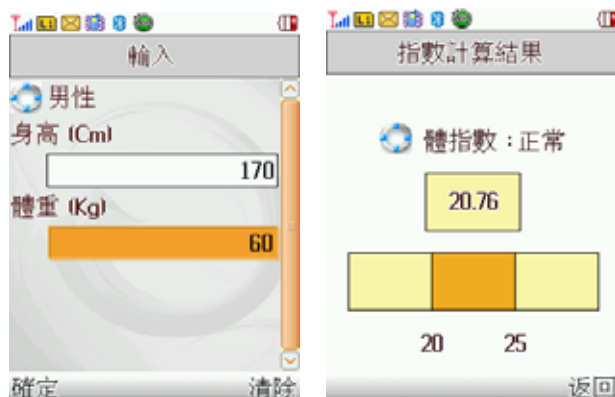 輸入
男性
身高 (Cm)
170
體重 (Kg)
60
確定 清除
指數計算結果
體指數：正常
20.76
20 25
返回